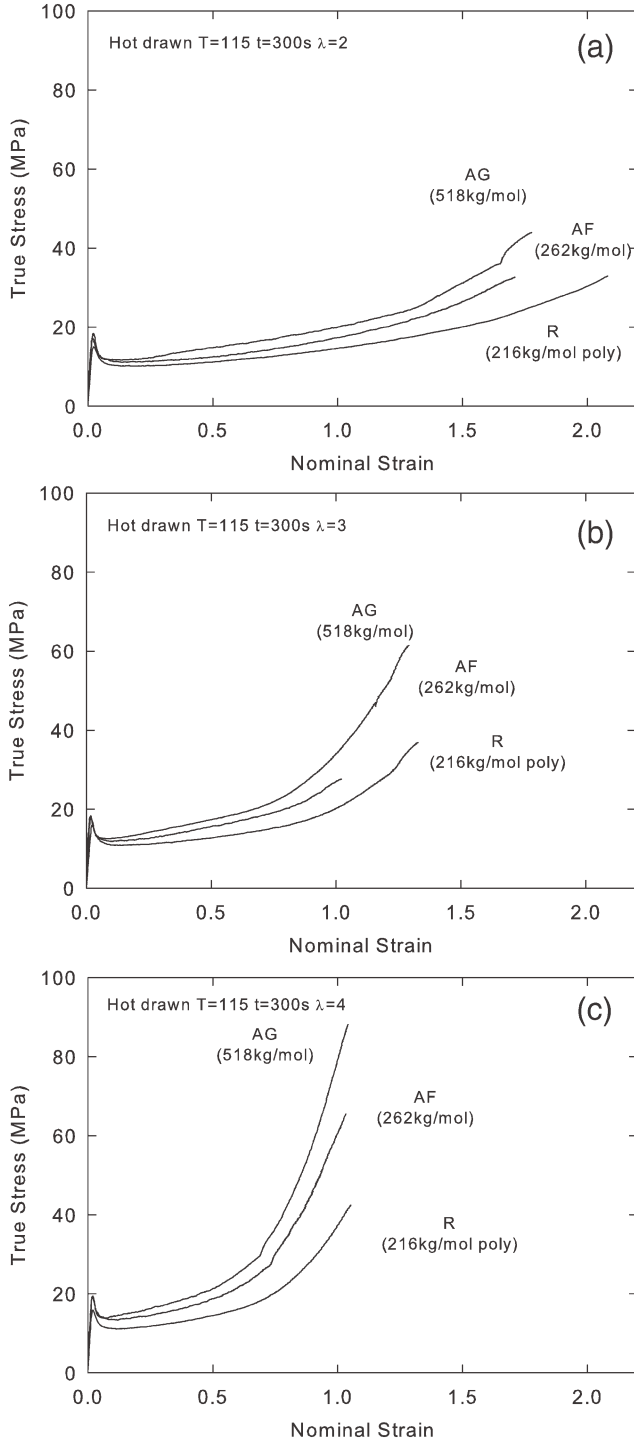 100
Hot drawn T=115 t=300s λ=2
(a)
80
60
AG
(518kg/mol)
AF
(262kg/mol)
40
20
R
(216kg/mol poly)
0
True Stress (MPa)
0.0 0.5 1.0 1.5 2.0
Nominal Strain
100
Hot drawn T=115 t=300s λ=3
(b)
80
AG
(518kg/mol)
60
AF
(262kg/mol)
40
R
(216kg/mol poly)
20
0
True Stress (MPa)
0.0 0.5 1.0 1.5 2.0
Nominal Strain
100
Hot drawn T=115 t=300s λ=4
(c)
AG
(518kg/mol)
80
AF
(262kg/mol)
60
40
R
(216kg/mol poly)
20
0
True Stress (MPa)
0.0 0.5 1.0 1.5 2.0
Nominal Strain